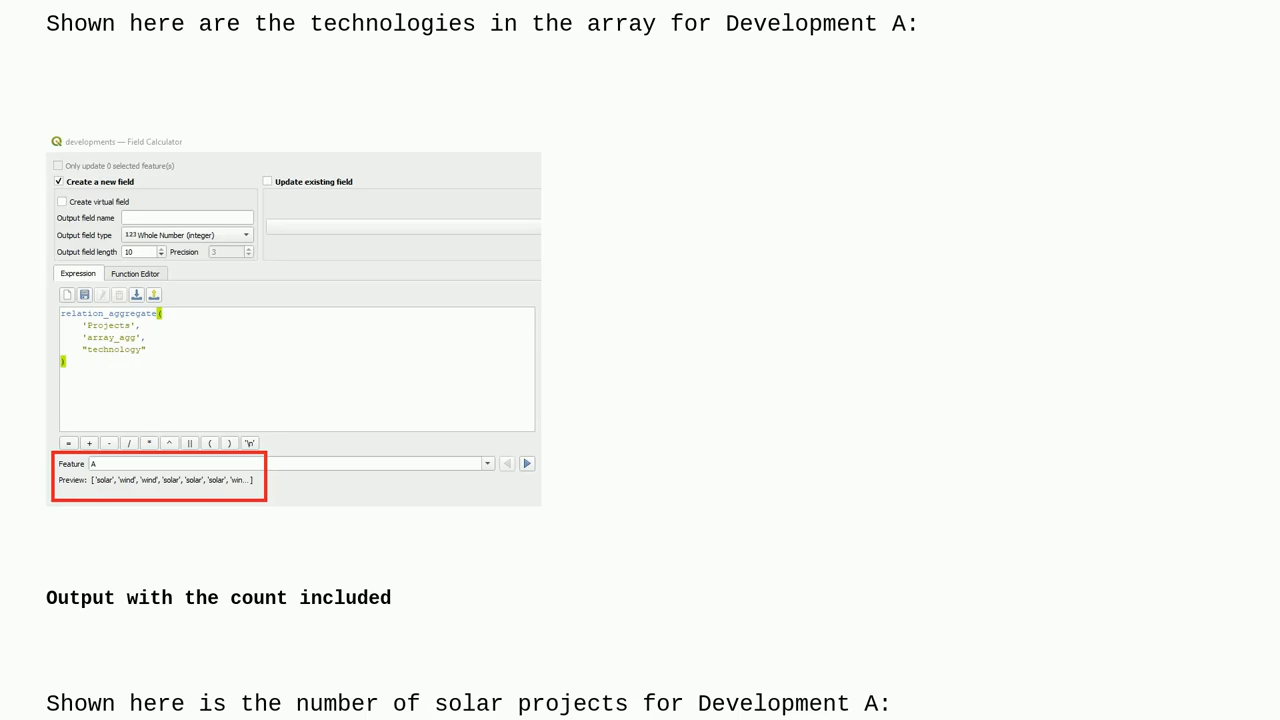 Shown here are the technologies in the array for Development A:
developments — Field Calculator
Only update 0 selected feature(s)
Create a new field
Update existing field
Create virtual field
Output field name
Output field type 123 Whole Number (integer)
Output field length 10 Precision 3
Expression Function Editor
relation_aggregate(
'Projects',
'array_agg',
"technology"
)
= + - / * ^ || ( ) '\n'
Feature A
Preview: [ 'solar', 'wind', 'wind', 'solar', 'solar', 'solar', 'win... ]
Output with the count included
Shown here is the number of solar projects for Development A: